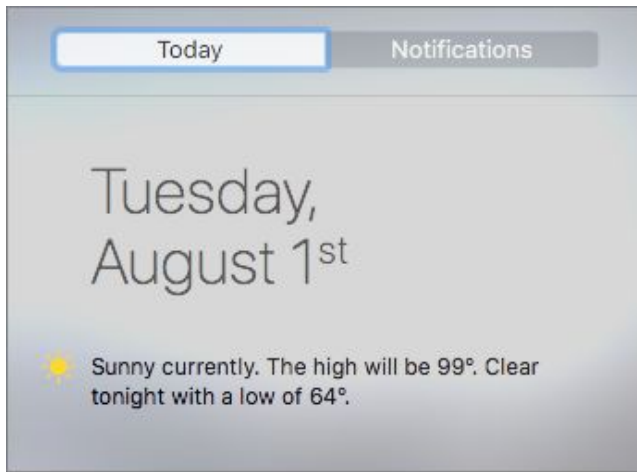 Today Notifications
Tuesday,
August 1st
Sunny currently. The high will be 99°. Clear
tonight with a low of 64°.